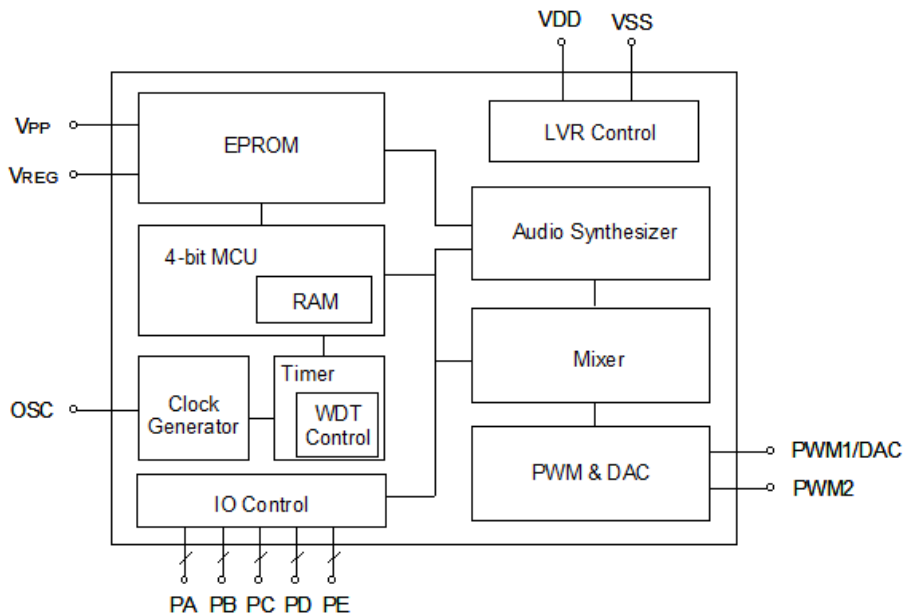 VDD VSS
VPP
VREG
EPROM
LVR Control
4-bit MCU
RAM
Audio Synthesizer
Mixer
OSC
Clock
Generator
Timer
WDT
Control
PWM & DAC
PWM1/DAC
PWM2
IO Control
PA PB PC PD PE